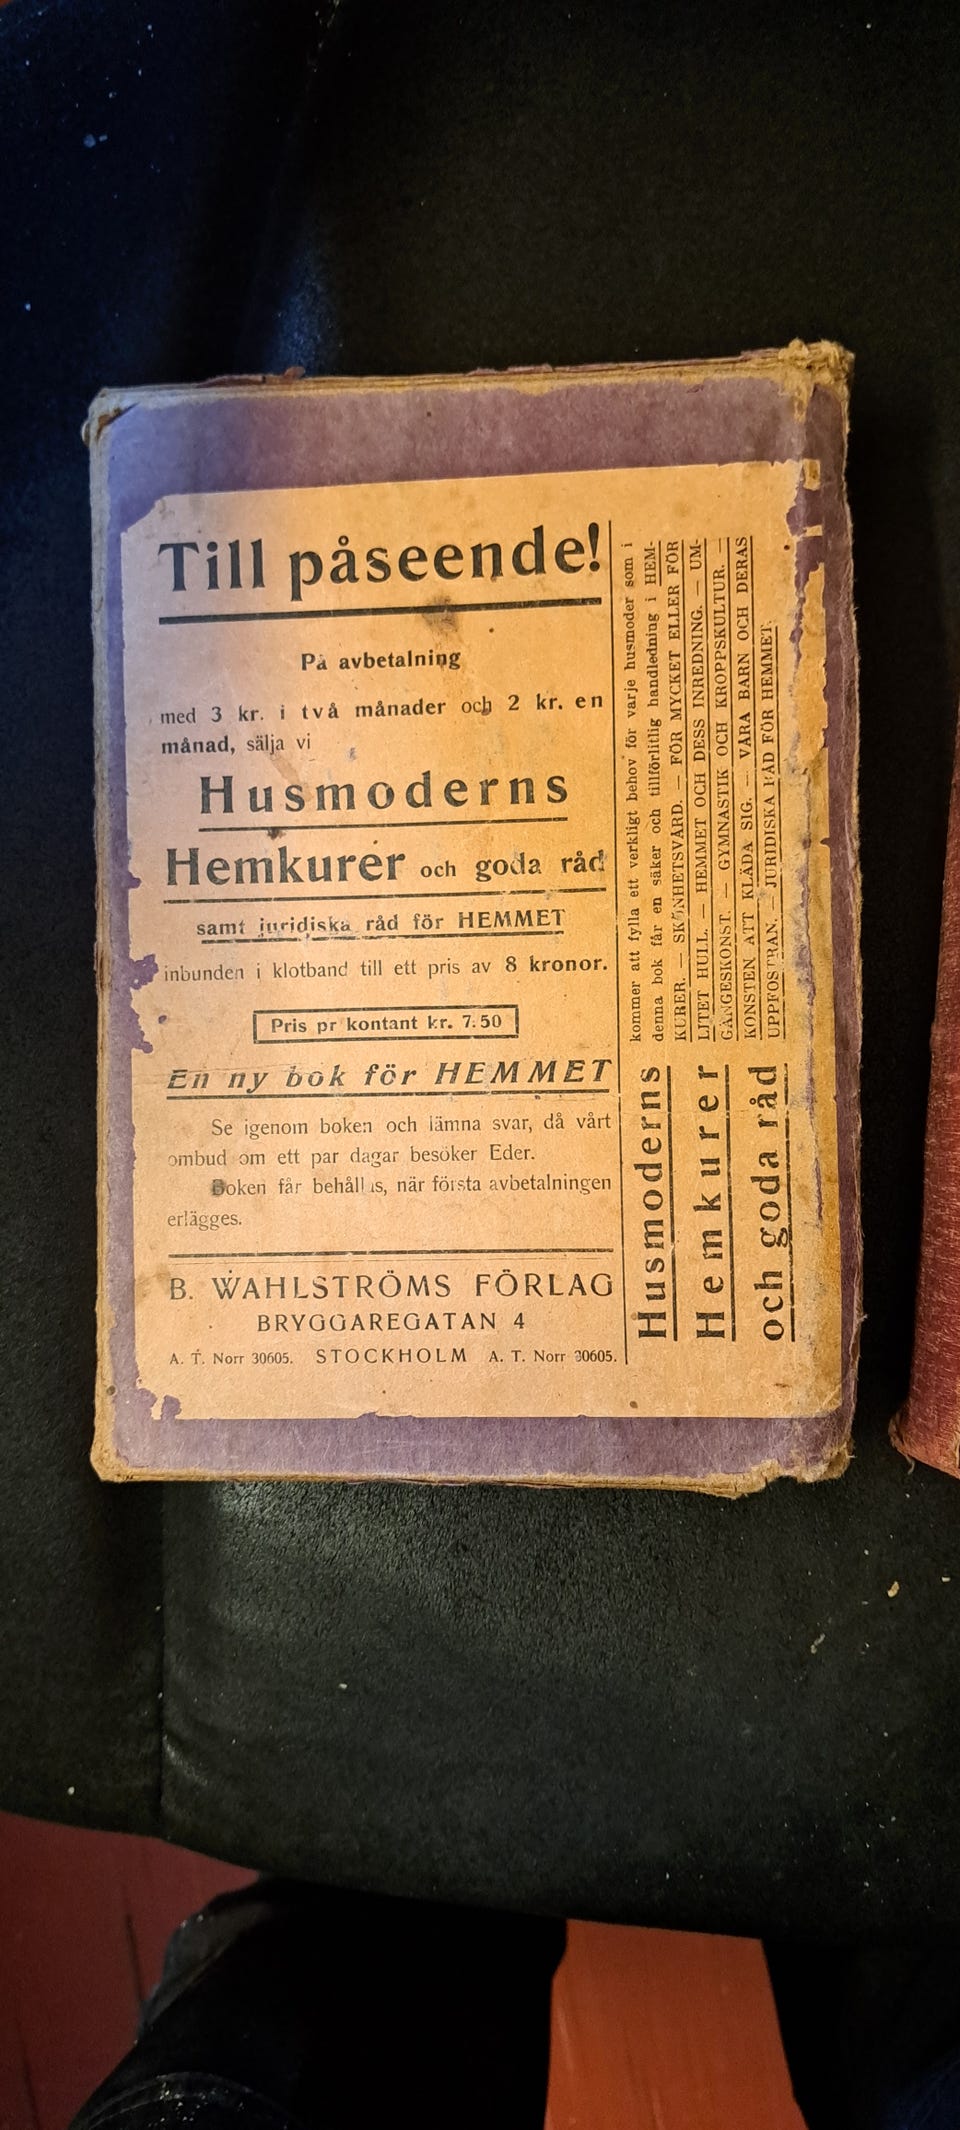 Till påseende!
På avbetalning
med 3 kr. i två månader och 2 kr. en
månad, sälja vi
Husmoderns
Hemkurer och goda råd
samt juridiska råd för HEMMET
inbunden i klotband till ett pris av 8 kronor.
Pris pr kontant kr. 7:50
En ny bok för HEMMET
Se igenom boken och lämna svar, då vårt
ombud om ett par dagar besöker Eder.
Boken får behållas, när första avbetalningen
erlägges.
B. WAHLSTRÖMS FÖRLAG
BRYGGAREGATAN 4
A. T. Norr 30605. STOCKHOLM A. T. Norr 30605.
Husmoderns
Hemkurer
och goda råd
kommer att fylla ett verkligt behov för varje husmoder som i
denna bok får en säker och tillförlitlig handledning i HEM-
KURER. — SKÖNHETSVÅRD. — FÖR MYCKET ELLER FÖR
LITET HULL. — HEMMET OCH DESS INREDNING. — UM-
GÄNGESKONST. — GYMNASTIK OCH KROPPSKULTUR. —
KONSTEN ATT KLÄDA SIG. — VÅRA BARN OCH DERAS
UPPFOSTRAN. — JURIDISKA RÅD FÖR HEMMET.